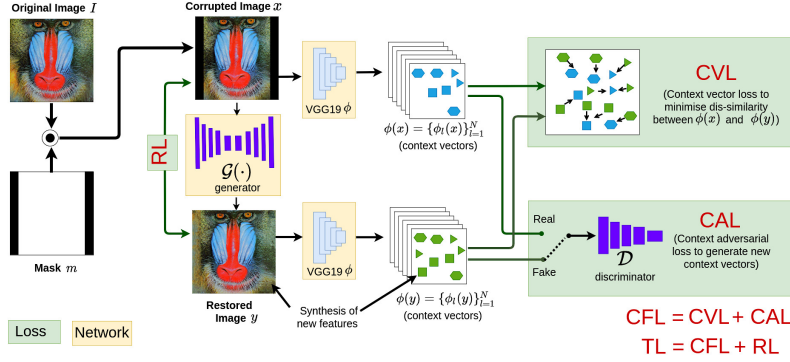 Original Image I
Corrupted Image x
Mask m
RL
VGG19 ϕ
G(·)
generator
ϕ(x) = {ϕ_l(x)}_{l=1}^N
(context vectors)
CVL
(Context vector loss to
minimise dis-similarity
between ϕ(x) and ϕ(y))
VGG19 ϕ
Restored
Image y
Synthesis of
new features
ϕ(y) = {ϕ_l(y)}_{l=1}^N
(context vectors)
Real
Fake
D
discriminator
CAL
(Context adversarial
loss to generate new
context vectors)
Loss
Network
CFL = CVL + CAL
TL = CFL + RL